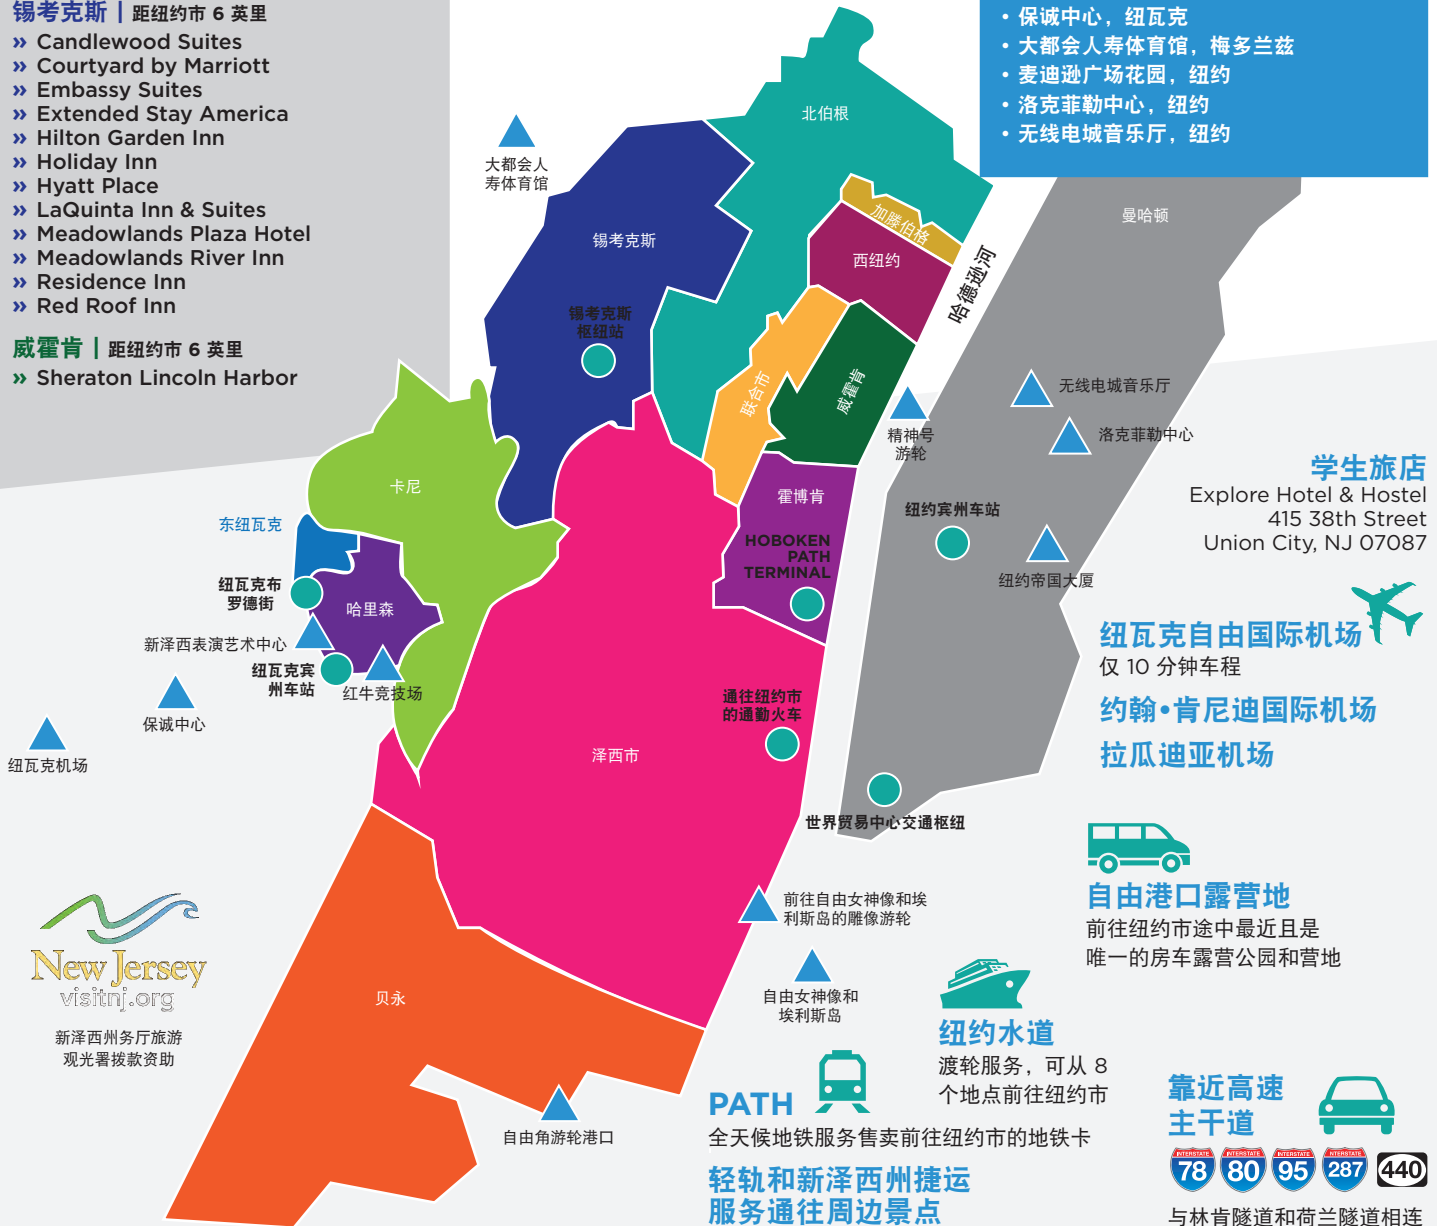 锡考克斯 | 距纽约市 6 英里
» Candlewood Suites
» Courtyard by Marriott
» Embassy Suites
» Extended Stay America
» Hilton Garden Inn
» Holiday Inn
» Hyatt Place
» LaQuinta Inn & Suites
» Meadowlands Plaza Hotel
» Meadowlands River Inn
» Residence Inn
» Red Roof Inn
威霍肯 | 距纽约市 6 英里
» Sheraton Lincoln Harbor
• 保诚中心，纽瓦克
• 大都会人寿体育馆，梅多兰兹
• 麦迪逊广场花园，纽约
• 洛克菲勒中心，纽约
• 无线电城音乐厅，纽约
大都会人
寿体育馆
北伯根
加滕伯格
锡考克斯
西纽约
曼哈顿
哈德逊河
锡考克斯
枢纽站
联合市
威霍肯
无线电城音乐厅
洛克菲勒中心
精神号
游轮
卡尼
霍博肯
纽约宾州车站
东纽瓦克
HOBOKEN
PATH
TERMINAL
纽约帝国大厦
纽瓦克布
罗德街
哈里森
新泽西表演艺术中心
纽瓦克宾
州车站
红牛竞技场
保诚中心
纽瓦克机场
通往纽约市
的通勤火车
泽西市
世界贸易中心交通枢纽
前往自由女神像和埃
利斯岛的雕像游轮
自由女神像和
埃利斯岛
贝永
自由角游轮港口
学生旅店
Explore Hotel & Hostel
415 38th Street
Union City, NJ 07087
纽瓦克自由国际机场
仅 10 分钟车程
约翰•肯尼迪国际机场
拉瓜迪亚机场
自由港口露营地
前往纽约市途中最近且是
唯一的房车露营公园和营地
纽约水道
渡轮服务，可从 8
个地点前往纽约市
PATH
全天候地铁服务售卖前往纽约市的地铁卡
轻轨和新泽西州捷运
服务通往周边景点
靠近高速
主干道
INTERSTATE 78
INTERSTATE 80
INTERSTATE 95
INTERSTATE 287
440
与林肯隧道和荷兰隧道相连
New Jersey
visitnj.org
新泽西州务厅旅游
观光署拨款资助